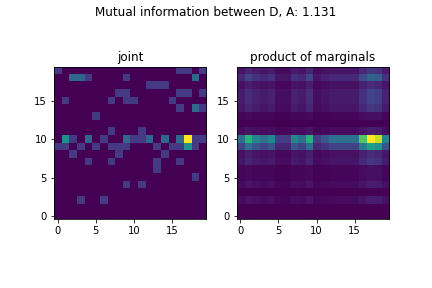 Mutual information between D, A: 1.131
joint product of marginals
15 15
10 10
5 5
0 0
0 5 10 15 0 5 10 15